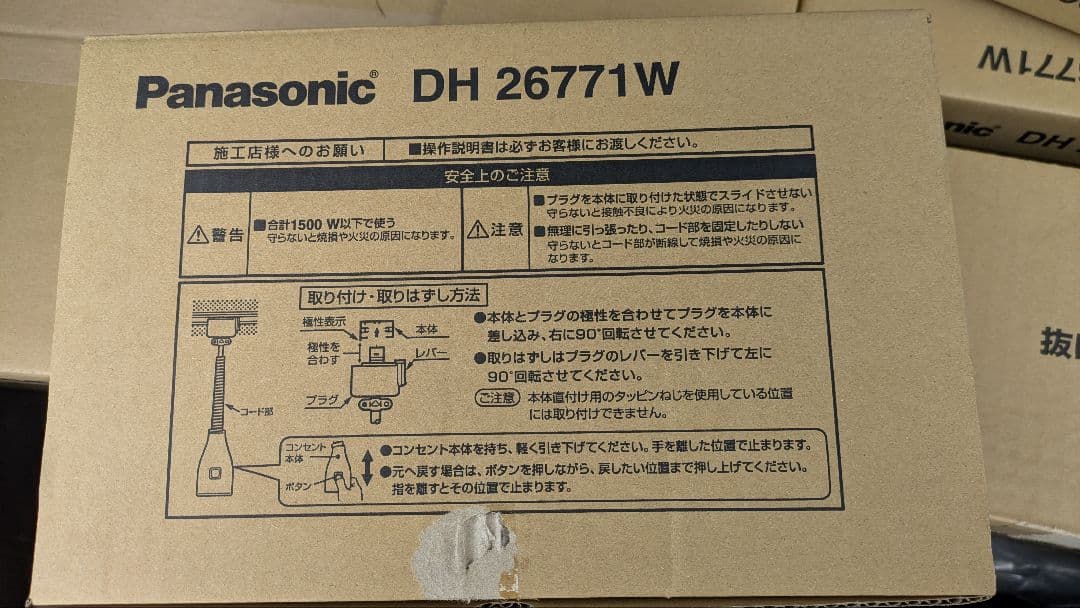 Panasonic® DH 26771W
施工店様へのお願い ■操作説明書は必ずお客様にお渡しください。
安全上のご注意
⚠警告
■合計1500 W以下で使う
守らないと焼損や火災の原因になります。
⚠注意
■プラグを本体に取り付けた状態でスライドさせない
守らないと接触不良により火災の原因になります。
■無理に引っ張ったり、コード部を固定したりしない
守らないとコード部が断線して焼損や火災の原因に
なります。
取り付け・取りはずし方法
極性表示
本体
極性を
合わす
レバー
プラグ
コード部
●本体とプラグの極性を合わせてプラグを本体に
差し込み、右に90°回転させてください。
●取りはずしはプラグのレバーを引き下げて左に
90°回転させてください。
ご注意 本体直付け用のタッピンねじを使用している位置
には取り付けできません。
コンセント
本体
ボタン
●コンセント本体を持ち、軽く引き下げてください。手を離した位置で止まります。
●元へ戻す場合は、ボタンを押しながら、戻したい位置まで押し上げてください。
指を離すとその位置で止まります。
6771W
nic DH
抜